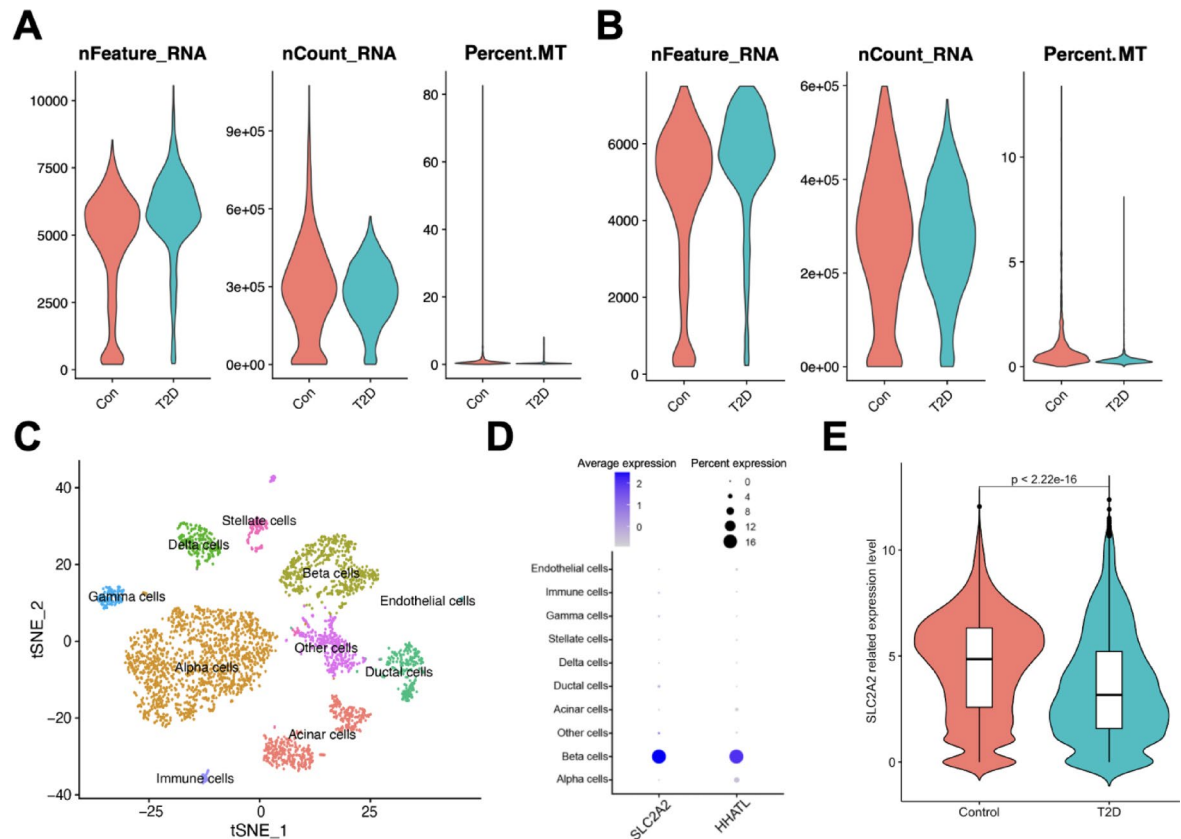 A
nFeature_RNA
nCount_RNA
Percent.MT
10000
7500
5000
2500
0
Con
T2D
9e+05
6e+05
3e+05
0e+00
Con
T2D
80
60
40
20
0
Con
T2D
B
nFeature_RNA
nCount_RNA
Percent.MT
6000
4000
2000
0
Con
T2D
6e+05
4e+05
2e+05
0e+00
Con
T2D
10
5
0
Con
T2D
C
tSNE_2
40
20
0
−20
−40
Stellate cells
Delta cells
Beta cells
Gamma cells
Endothelial cells
Other cells
Alpha cells
Ductal cells
Acinar cells
Immune cells
−25
0
25
tSNE_1
D
Average expression
2
1
0
Percent expression
0
4
8
12
16
Endothelial cells
Immune cells
Gamma cells
Stellate cells
Delta cells
Ductal cells
Acinar cells
Other cells
Beta cells
Alpha cells
SLC2A2
HHATL
E
SLC2A2 related expression level
10
5
0
p < 2.22e-16
Control
T2D